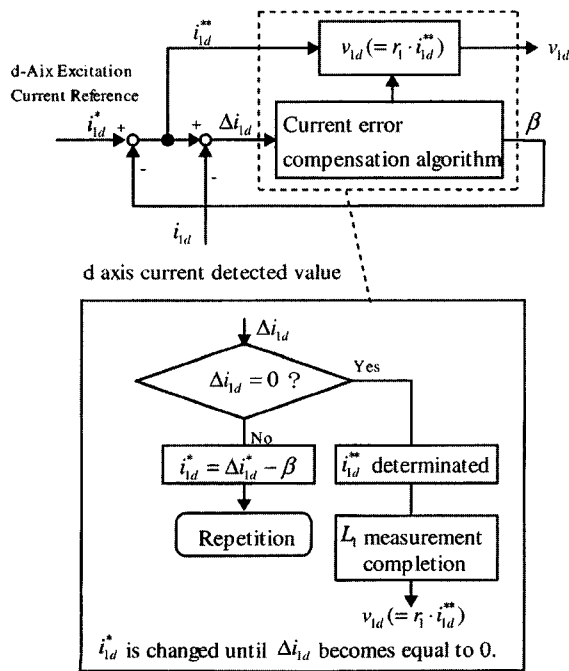 i**1d
v1d(= r1 · i**1d)
v1d
d-Aix Excitation
Current Reference
i*1d
+
-
+
-
Δi1d
Current error
compensation algorithm
β
i1d
d axis current detected value
Δi1d
Δi1d = 0 ?
Yes
No
i*1d = Δi*1d − β
i**1d determinated
Repetition
L1 measurement
completion
v1d(= r1 · i**1d)
i*1d is changed until Δi1d becomes equal to 0.